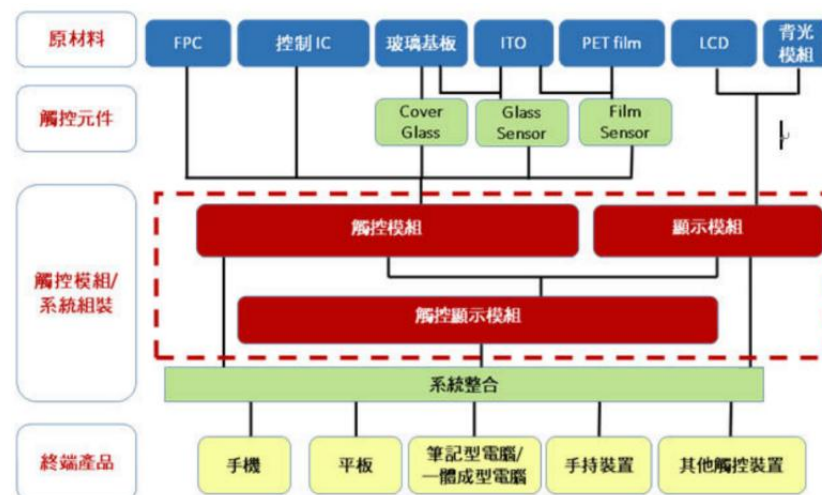 原材料
FPC
控制 IC
玻璃基板
ITO
PET film
LCD
背光
模組
觸控元件
Cover
Glass
Glass
Sensor
Film
Sensor
觸控模組/
系統組裝
觸控模組
顯示模組
觸控顯示模組
系統整合
終端產品
手機
平板
筆記型電腦/
一體成型電腦
手持裝置
其他觸控裝置